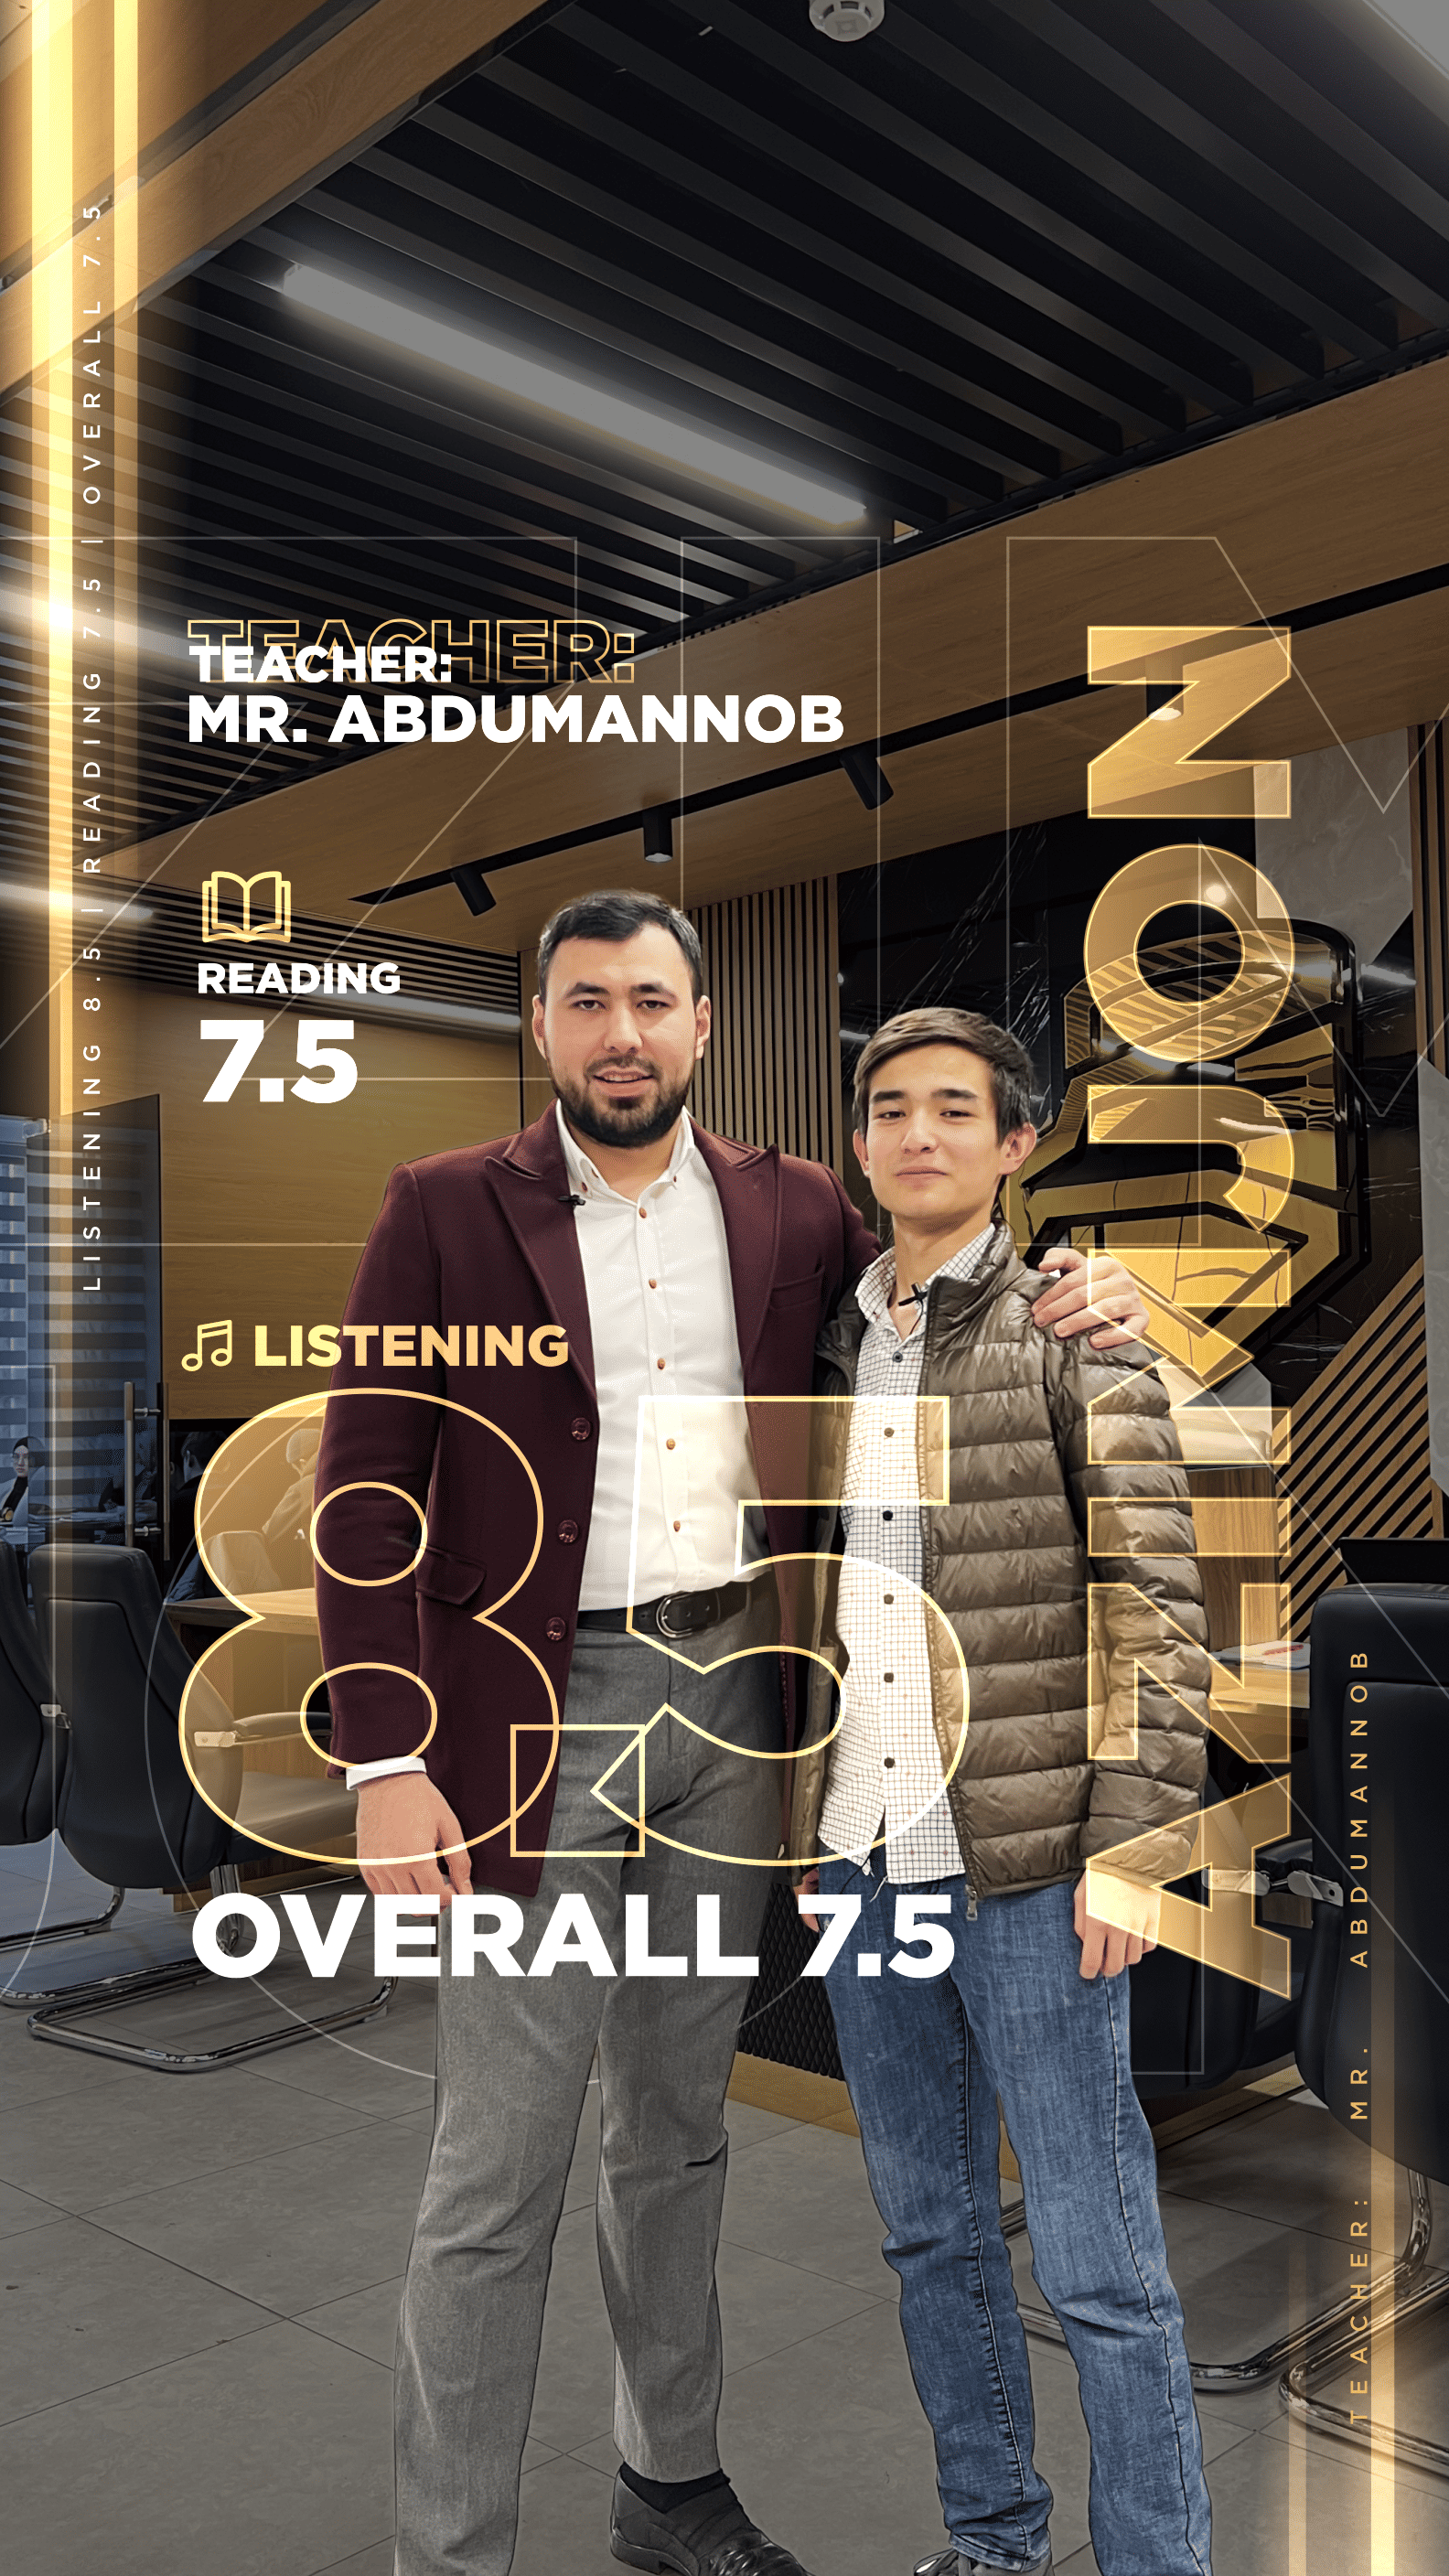 LISTENING 8.5 | READING 7.5 | OVERALL 7.5
TEACHER:
TEACHER:
MR. ABDUMANNOB
READING
7.5
LISTENING
8.5
OVERALL 7.5
AZIMJON
TEACHER: MR. ABDUMANNOB